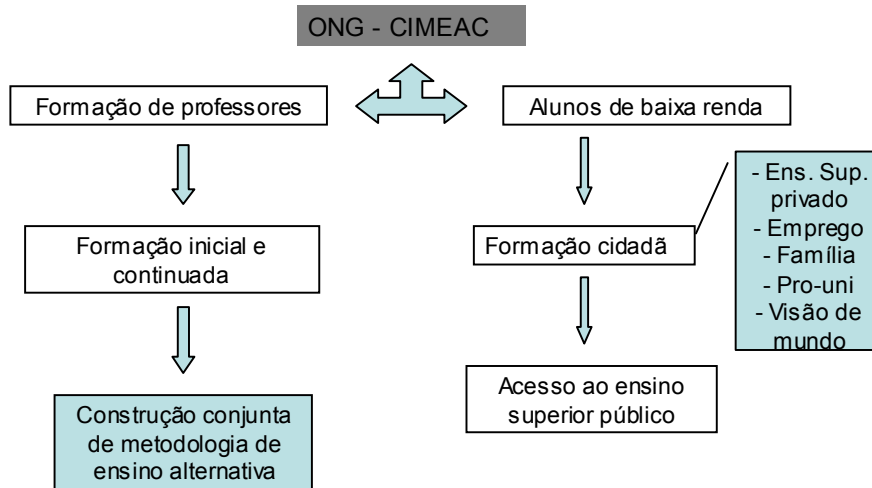 ONG - CIMEAC
Formação de professores
Alunos de baixa renda
- Ens. Sup.
privado
- Emprego
- Família
- Pro-uni
- Visão de
mundo
Formação inicial e
continuada
Formação cidadã
Acesso ao ensino
superior público
Construção conjunta
de metodologia de
ensino alternativa